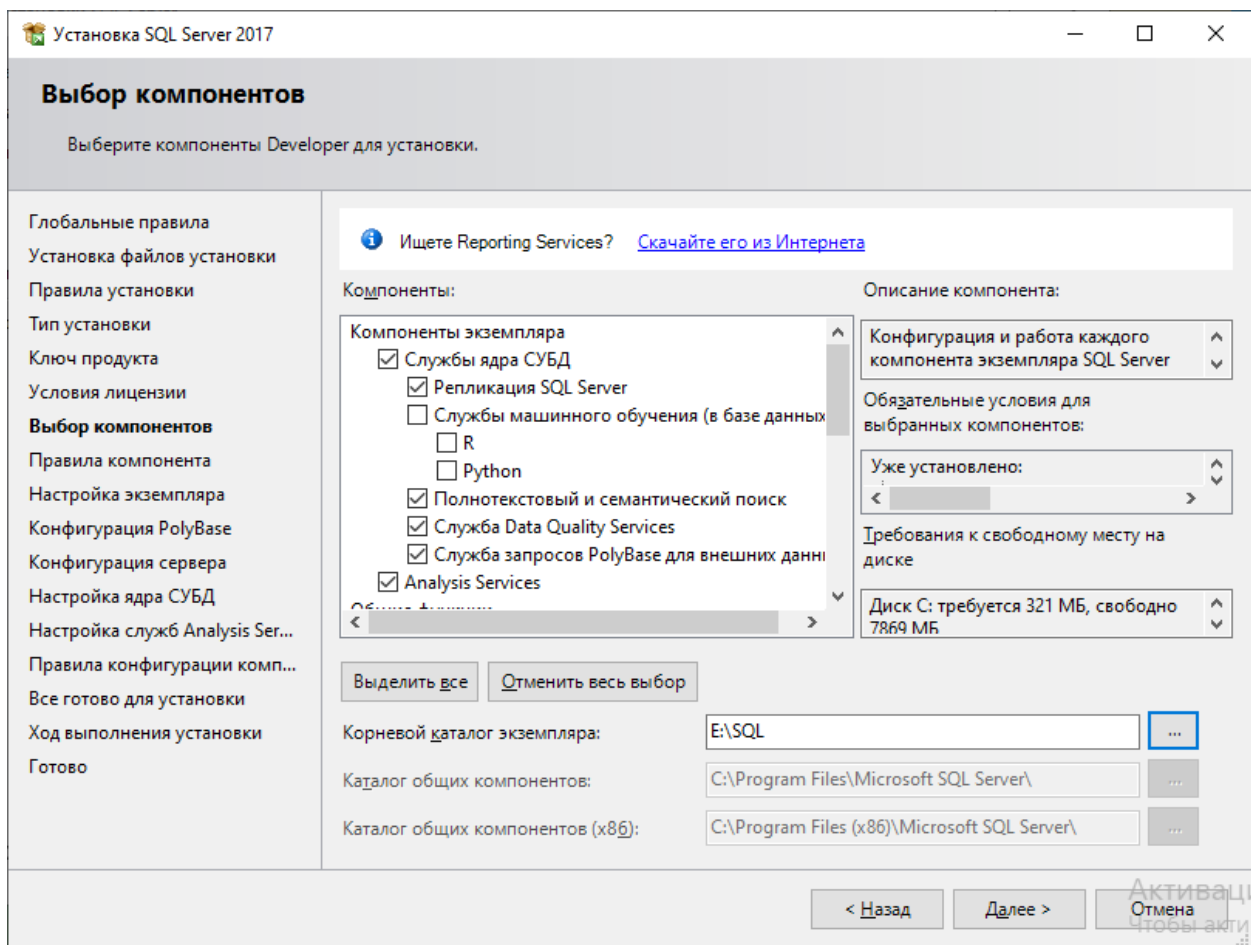 Установка SQL Server 2017
Выбор компонентов
Выберите компоненты Developer для установки.
Глобальные правила
Установка файлов установки
Правила установки
Тип установки
Ключ продукта
Условия лицензии
Выбор компонентов
Правила компонента
Настройка экземпляра
Конфигурация PolyBase
Конфигурация сервера
Настройка ядра СУБД
Настройка служб Analysis Ser...
Правила конфигурации комп...
Все готово для установки
Ход выполнения установки
Готово
Ищете Reporting Services? Скачайте его из Интернета
Компоненты:
Компоненты экземпляра
Службы ядра СУБД
Репликация SQL Server
Службы машинного обучения (в базе данных
R
Python
Полнотекстовый и семантический поиск
Служба Data Quality Services
Служба запросов PolyBase для внешних данн
Analysis Services
Описание компонента:
Конфигурация и работа каждого
компонента экземпляра SQL Server
Обязательные условия для
выбранных компонентов:
Уже установлено:
Требования к свободному месту на
диске
Диск C: требуется 321 МБ, свободно
7869 МБ
Выделить все
Отменить весь выбор
Корневой каталог экземпляра:
E:\SQL
...
Каталог общих компонентов:
C:\Program Files\Microsoft SQL Server\
...
Каталог общих компонентов (x86):
C:\Program Files (x86)\Microsoft SQL Server\
...
< Назад
Далее >
Отмена
Активаци
Чтобы акти